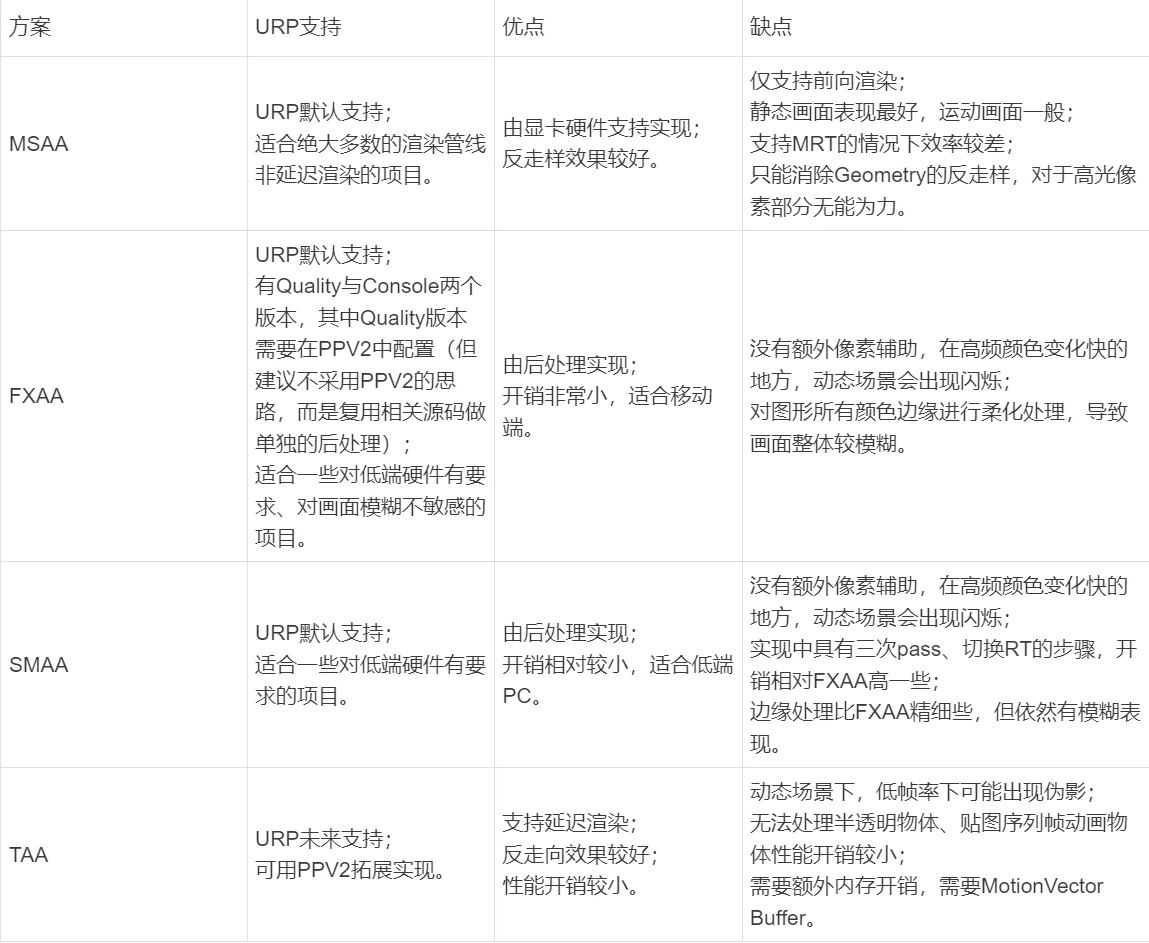 方案
URP支持
优点
缺点
MSAA
URP默认支持；
适合绝大多数的渲染管线
非延迟渲染的项目。
由显卡硬件支持实现；
反走样效果较好。
仅支持前向渲染；
静态画面表现最好，运动画面一般；
支持MRT的情况下效率较差；
只能消除Geometry的反走样，对于高光像
素部分无能为力。
FXAA
URP默认支持；
有Quality与Console两个
版本，其中Quality版本
需要在PPV2中配置（但
建议不采用PPV2的思
路，而是复用相关源码做
单独的后处理）；
适合一些对低端硬件有要
求、对画面模糊不敏感的
项目。
由后处理实现；
开销非常小，适合移动
端。
没有额外像素辅助，在高频颜色变化快的
地方，动态场景会出现闪烁；
对图形所有颜色边缘进行柔化处理，导致
画面整体较模糊。
SMAA
URP默认支持；
适合一些对低端硬件有要
求的项目。
由后处理实现；
开销相对较小，适合低端
PC。
没有额外像素辅助，在高频颜色变化快的
地方，动态场景会出现闪烁；
实现中具有三次pass、切换RT的步骤，开
销相对FXAA高一些；
边缘处理比FXAA精细些，但依然有模糊表
现。
TAA
URP未来支持；
可用PPV2拓展实现。
支持延迟渲染；
反走向效果较好；
性能开销较小。
动态场景下，低帧率下可能出现伪影；
无法处理半透明物体、贴图序列帧动画物
体性能开销较小；
需要额外内存开销，需要MotionVector
Buffer。